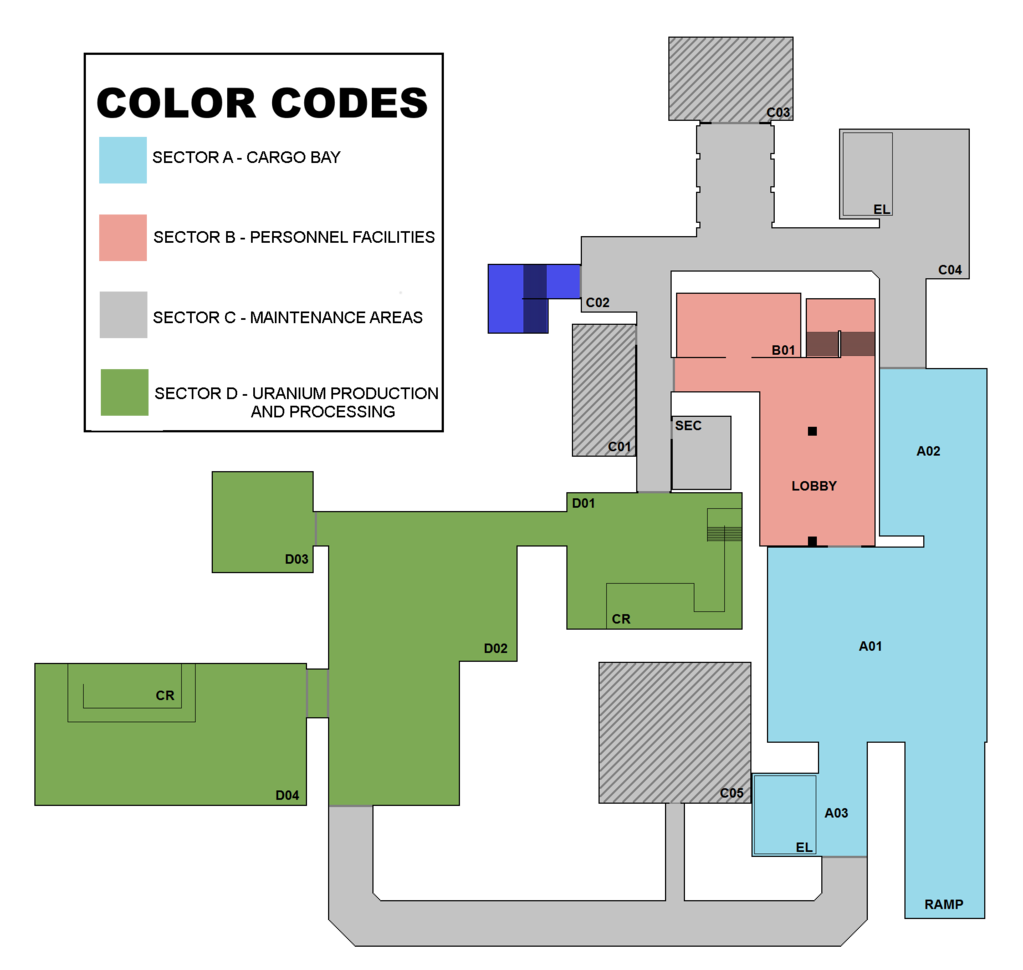 COLOR CODES
SECTOR A - CARGO BAY
SECTOR B - PERSONNEL FACILITIES
SECTOR C - MAINTENANCE AREAS
SECTOR D - URANIUM PRODUCTION
AND PROCESSING
C03
EL
C04
C02
B01
C01
SEC
A02
LOBBY
D01
D03
CR
D02
A01
CR
D04
C05
A03
EL
RAMP